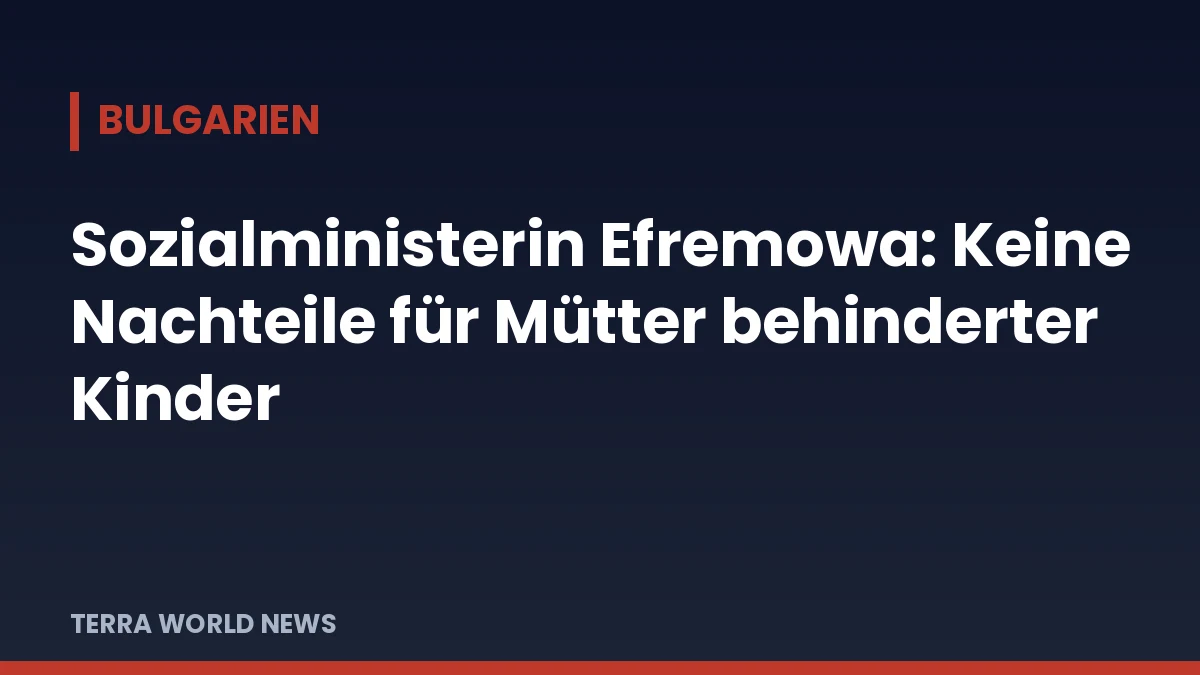 BULGARIEN
Sozialministerin Efremowa: Keine
Nachteile für Mütter behinderter
Kinder
TERRA WORLD NEWS